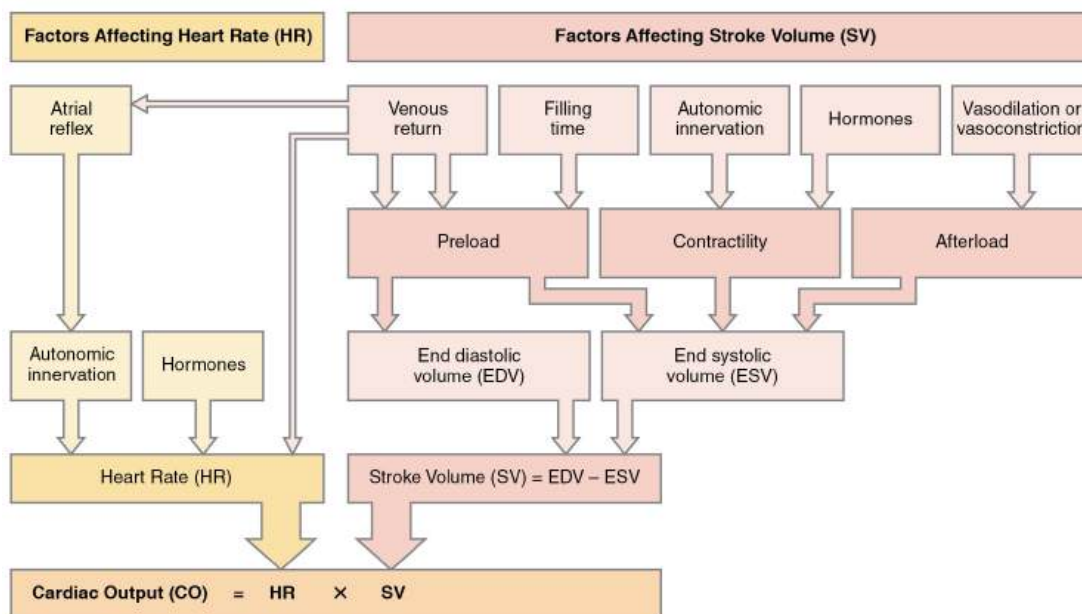 Factors Affecting Heart Rate (HR)
Factors Affecting Stroke Volume (SV)
Atrial
reflex
Venous
return
Filling
time
Autonomic
innervation
Hormones
Vasodilation or
vasoconstriction
Preload
Contractility
Afterload
Autonomic
innervation
Hormones
End diastolic
volume (EDV)
End systolic
volume (ESV)
Heart Rate (HR)
Stroke Volume (SV) = EDV – ESV
Cardiac Output (CO) = HR × SV